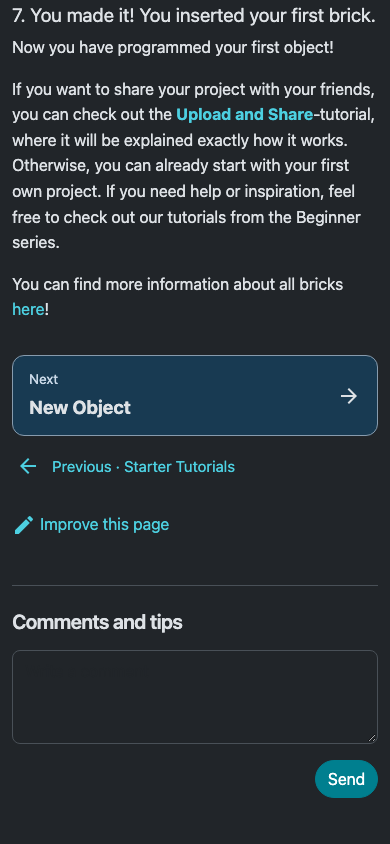 7. You made it! You inserted your first brick.
Now you have programmed your first object!
If you want to share your project with your friends,
you can check out the Upload and Share-tutorial,
where it will be explained exactly how it works.
Otherwise, you can already start with your first
own project. If you need help or inspiration, feel
free to check out our tutorials from the Beginner
series.
You can find more information about all bricks
here!
Next
New Object
Previous · Starter Tutorials
Improve this page
Comments and tips
Send